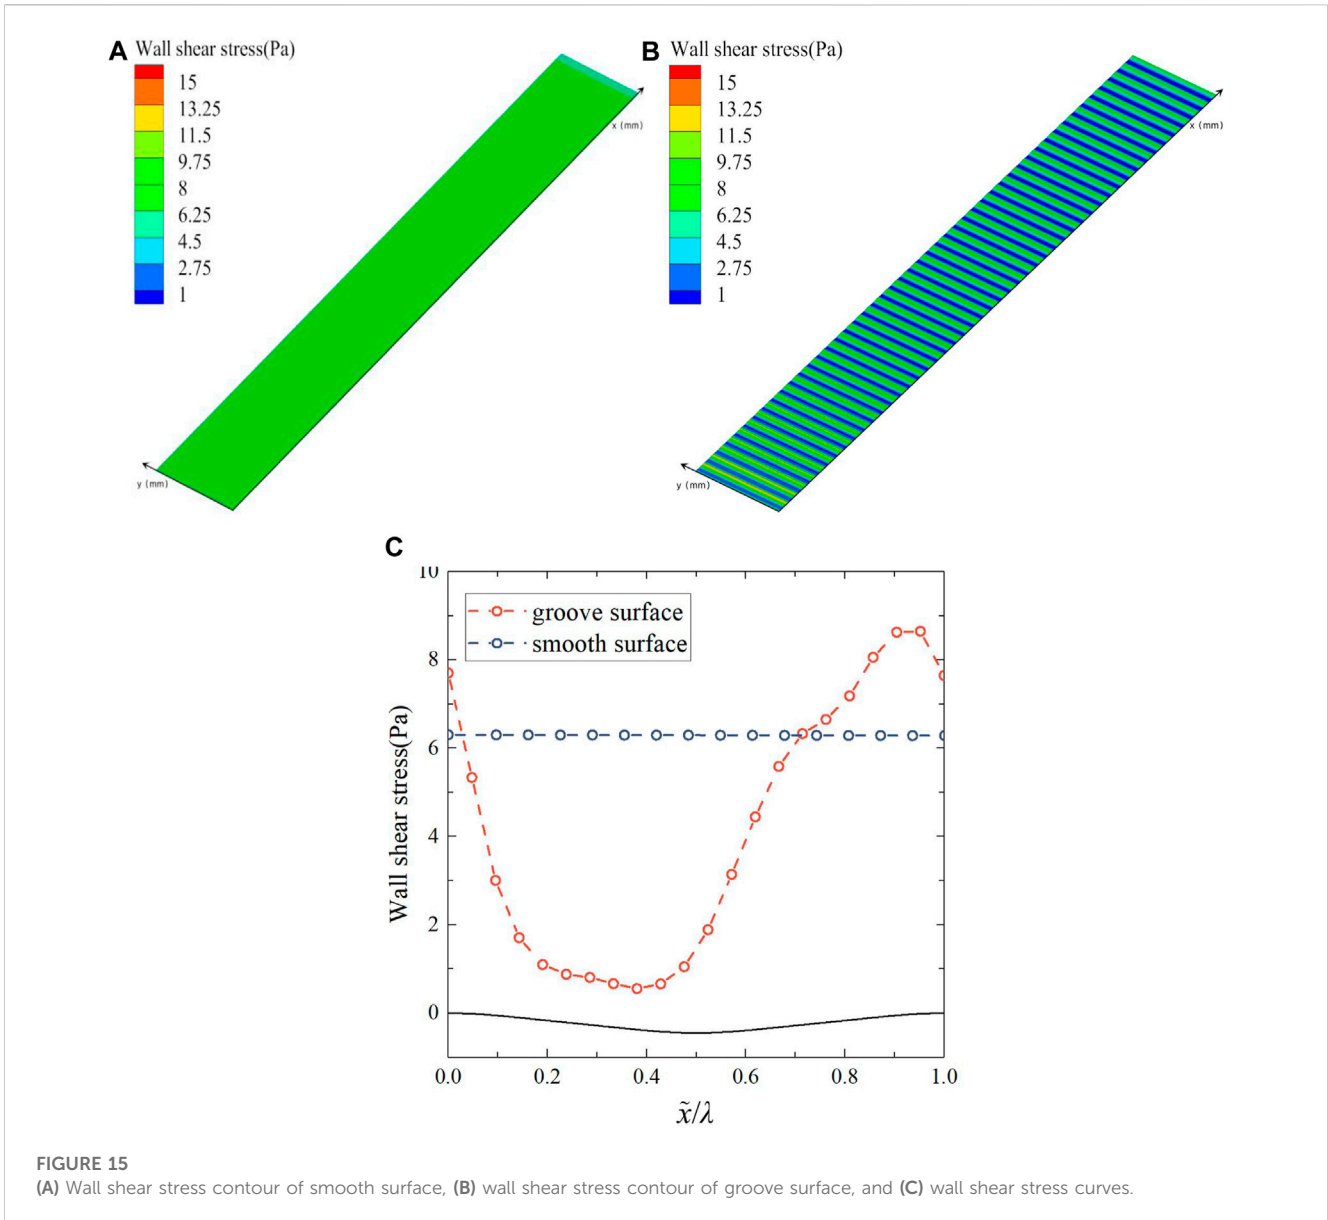 A
Wall shear stress(Pa)
15
13.25
11.5
9.75
8
6.25
4.5
2.75
1
x (mm)
y (mm)
B
Wall shear stress(Pa)
15
13.25
11.5
9.75
8
6.25
4.5
2.75
1
x (mm)
y (mm)
C
10
8
6
4
2
0
Wall shear stress(Pa)
groove surface
smooth surface
0.0 0.2 0.4 0.6 0.8 1.0
x̃/λ
FIGURE 15
(A) Wall shear stress contour of smooth surface, (B) wall shear stress contour of groove surface, and (C) wall shear stress curves.